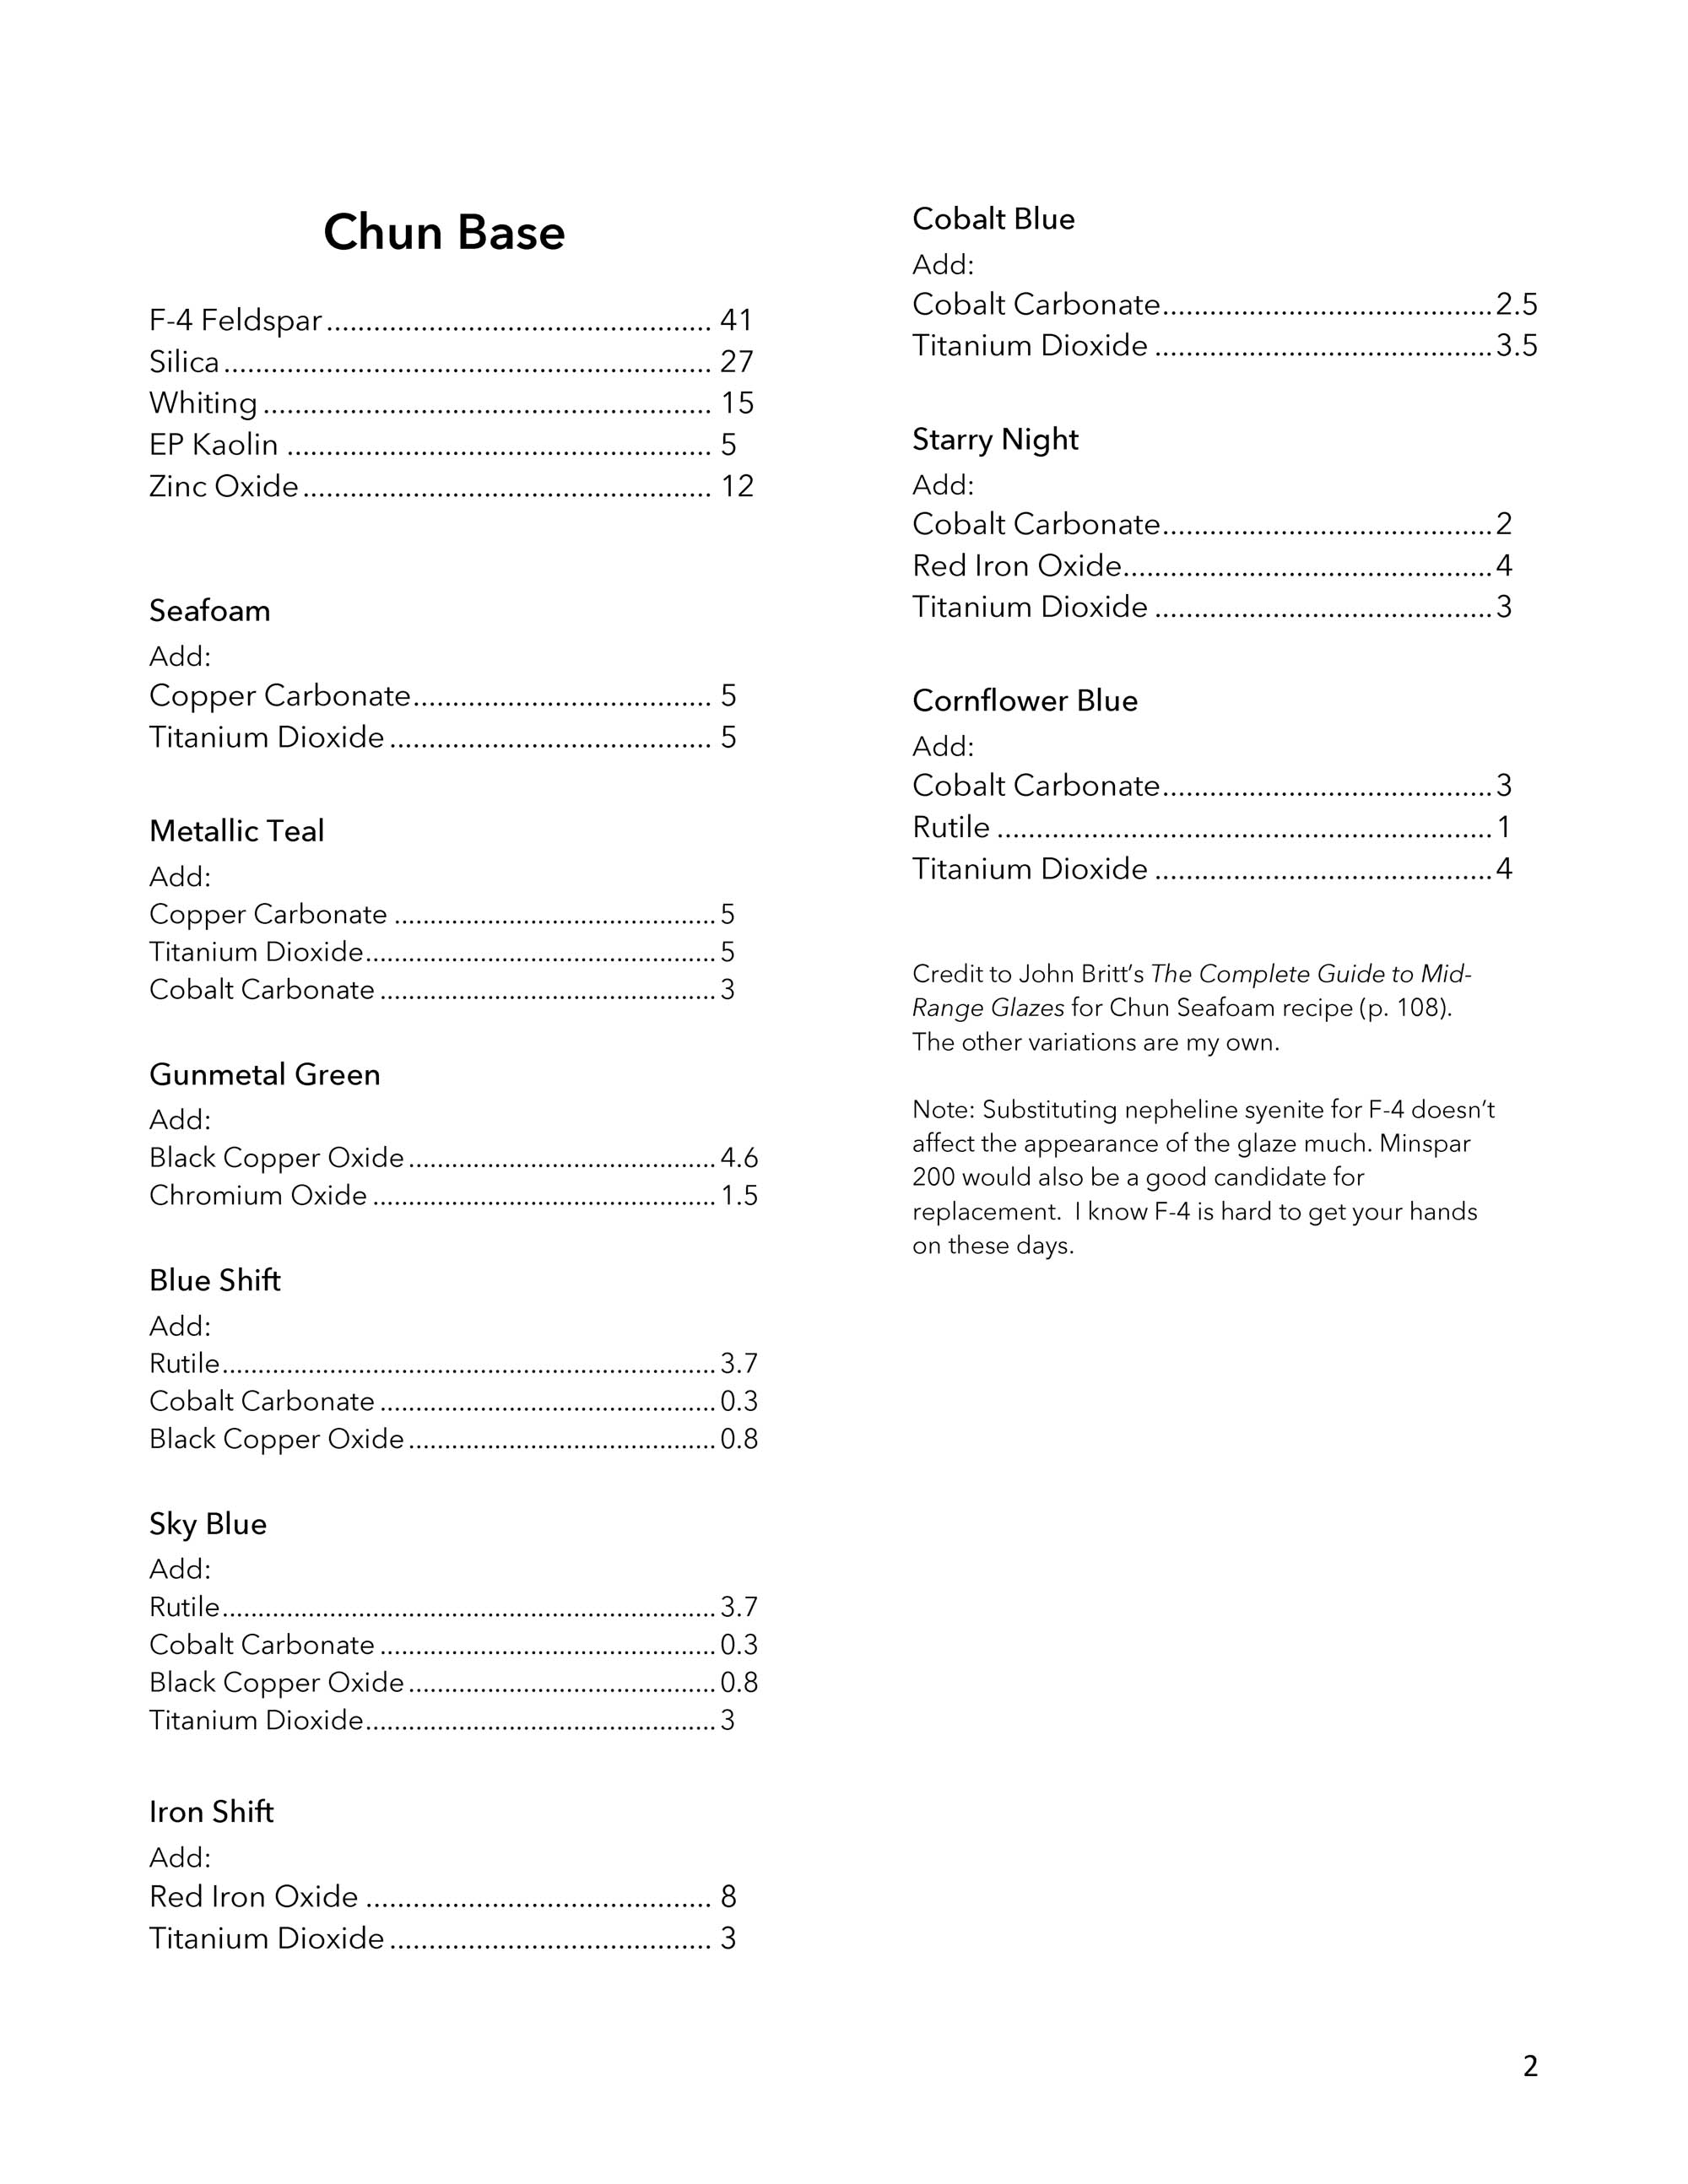 Chun Base
F-4 Feldspar................................................. 41
Silica.............................................................. 27
Whiting......................................................... 15
EP Kaolin ...................................................... 5
Zinc Oxide.................................................... 12
Seafoam
Add:
Copper Carbonate...................................... 5
Titanium Dioxide ......................................... 5
Metallic Teal
Add:
Copper Carbonate ............................................. 5
Titanium Dioxide................................................. 5
Cobalt Carbonate ............................................... 3
Gunmetal Green
Add:
Black Copper Oxide........................................... 4.6
Chromium Oxide ................................................ 1.5
Blue Shift
Add:
Rutile..................................................................... 3.7
Cobalt Carbonate ............................................... 0.3
Black Copper Oxide........................................... 0.8
Sky Blue
Add:
Rutile..................................................................... 3.7
Cobalt Carbonate ............................................... 0.3
Black Copper Oxide........................................... 0.8
Titanium Dioxide................................................. 3
Iron Shift
Add:
Red Iron Oxide ............................................ 8
Titanium Dioxide ......................................... 3
Cobalt Blue
Add:
Cobalt Carbonate..........................................2.5
Titanium Dioxide ...........................................3.5
Starry Night
Add:
Cobalt Carbonate..........................................2
Red Iron Oxide...............................................4
Titanium Dioxide ...........................................3
Cornflower Blue
Add:
Cobalt Carbonate..........................................3
Rutile ...............................................................1
Titanium Dioxide ...........................................4
Credit to John Britt’s The Complete Guide to Mid-
Range Glazes for Chun Seafoam recipe (p. 108).
The other variations are my own.
Note: Substituting nepheline syenite for F-4 doesn’t
affect the appearance of the glaze much. Minspar
200 would also be a good candidate for
replacement.  I know F-4 is hard to get your hands
on these days.
2